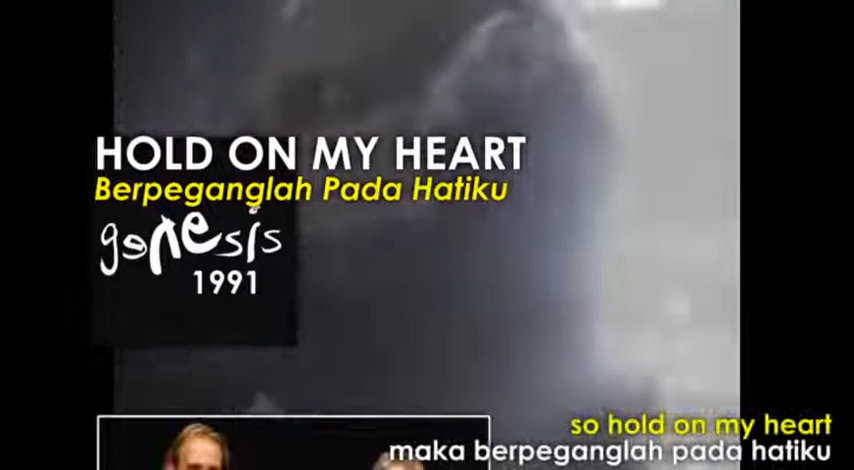 HOLD ON MY HEART
Berpeganglah Pada Hatiku
genesis
1991
so hold on my heart
maka berpeganglah pada hatiku